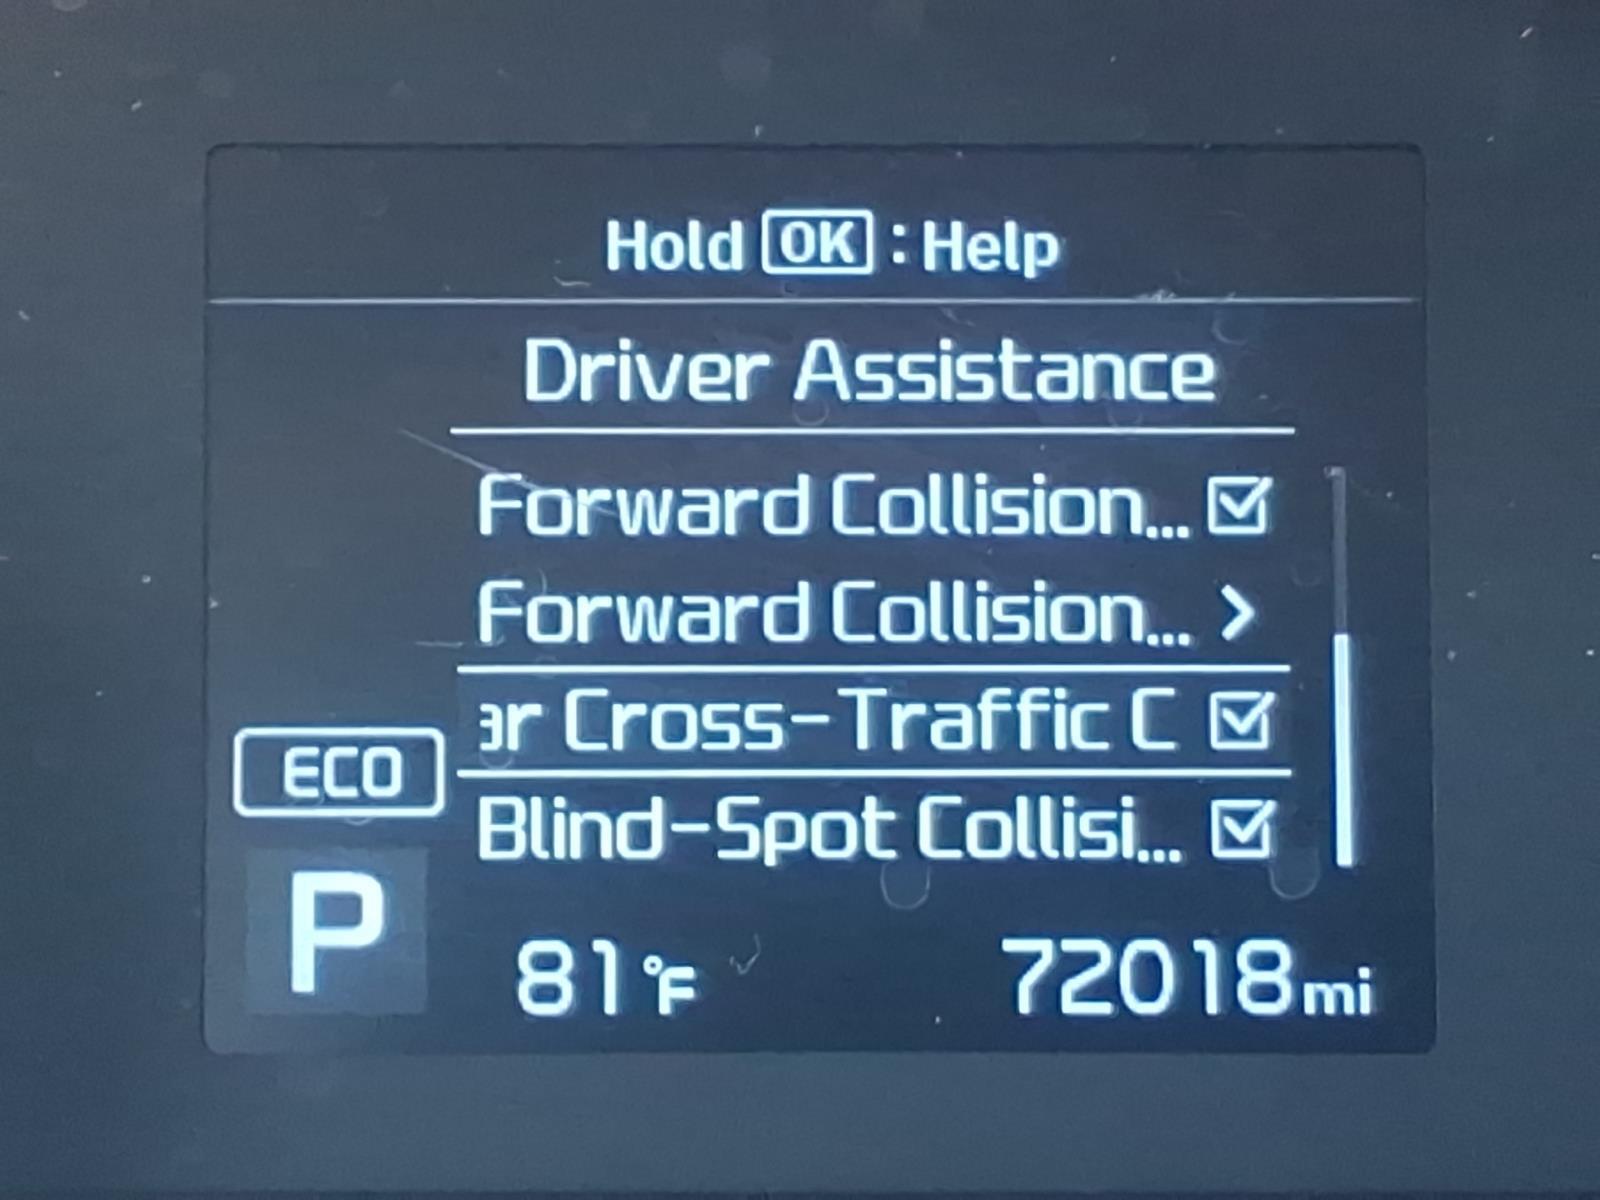 Hold OK : Help
Driver Assistance
Forward Collision...
Forward Collision... >
ar Cross-Traffic C
Blind-Spot Collisi...
ECO
P
81°F 72018mi